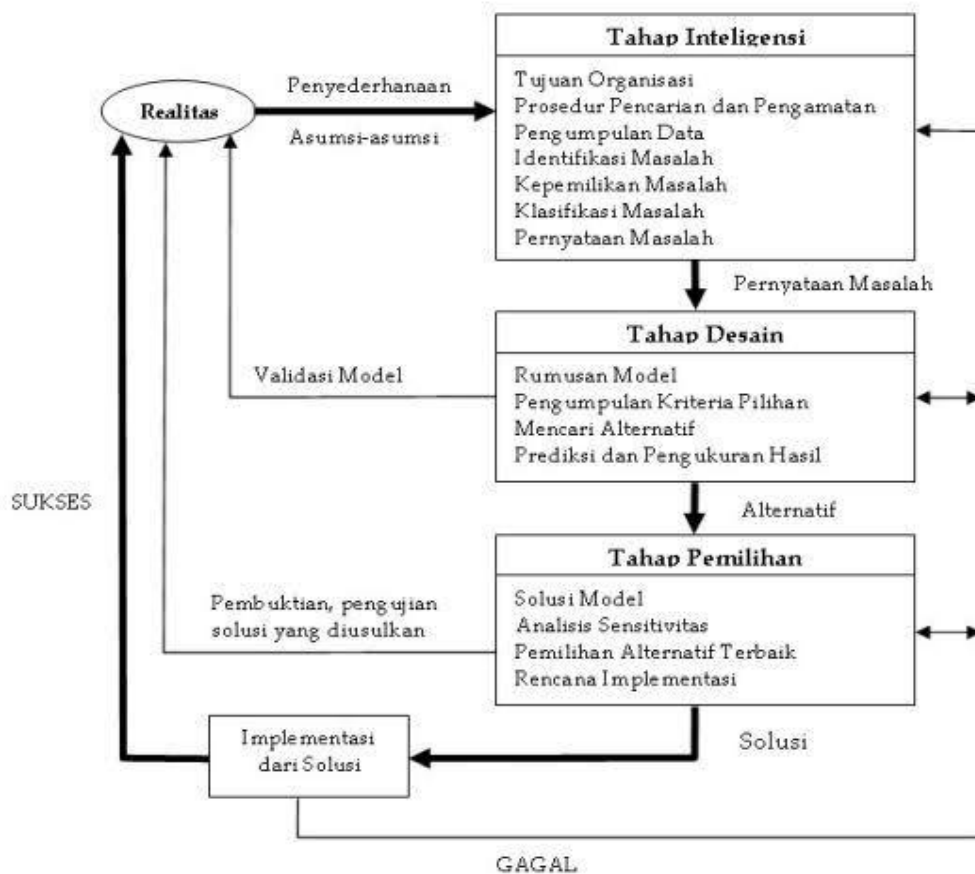 Tahap Inteligensi
Penyederhanaan
Realitas
Asumsi-asumsi
Tujuan Organisasi
Prosedur Pencarian dan Pengamatan
Pengumpulan Data
Identifikasi Masalah
Kepemilikan Masalah
Klasifikasi Masalah
Pernyataan Masalah
Pernyataan Masalah
Tahap Desain
Validasi Model
Rumusan Model
Pengumpulan Kriteria Pilihan
Mencari Alternatif
Prediksi dan Pengukuran Hasil
SUKSES
Alternatif
Tahap Pemilihan
Pembuktian, pengujian
solusi yang diusulkan
Solusi Model
Analisis Sensitivitas
Pemilihan Alternatif Terbaik
Rencana Implementasi
Implementasi
dari Solusi
Solusi
GAGAL